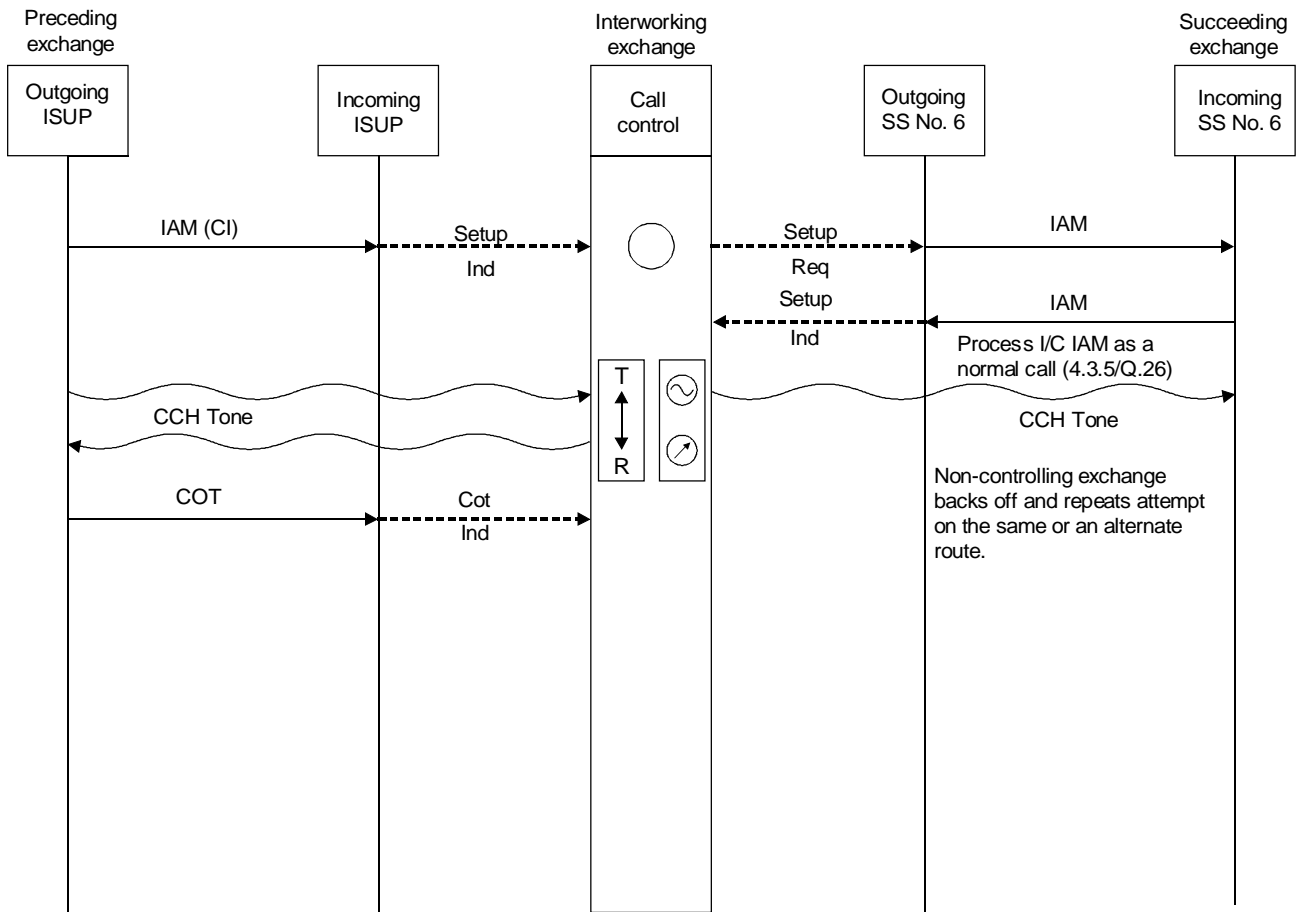 Preceding
exchange
Interworking
exchange
Succeeding
exchange
Outgoing
ISUP
Incoming
ISUP
Call
control
Outgoing
SS No. 6
Incoming
SS No. 6
IAM (CI)
Setup
Ind
Setup
Req
IAM
Setup
Ind
IAM
Process I/C IAM as a
normal call (4.3.5/Q.26)
T
R
CCH Tone
CCH Tone
COT
Cot
Ind
Non-controlling exchange
backs off and repeats attempt
on the same or an alternate
route.